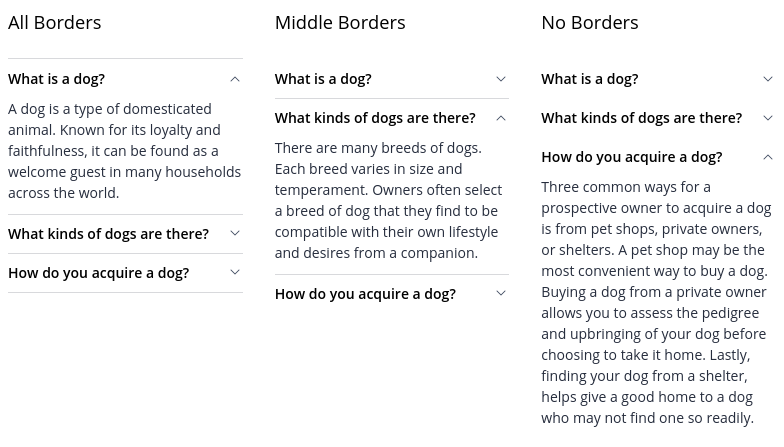 All Borders
What is a dog?
A dog is a type of domesticated
animal. Known for its loyalty and
faithfulness, it can be found as a
welcome guest in many households
across the world.
What kinds of dogs are there?
How do you acquire a dog?
Middle Borders
What is a dog?
What kinds of dogs are there?
There are many breeds of dogs.
Each breed varies in size and
temperament. Owners often select
a breed of dog that they find to be
compatible with their own lifestyle
and desires from a companion.
How do you acquire a dog?
No Borders
What is a dog?
What kinds of dogs are there?
How do you acquire a dog?
Three common ways for a
prospective owner to acquire a dog
is from pet shops, private owners,
or shelters. A pet shop may be the
most convenient way to buy a dog.
Buying a dog from a private owner
allows you to assess the pedigree
and upbringing of your dog before
choosing to take it home. Lastly,
finding your dog from a shelter,
helps give a good home to a dog
who may not find one so readily.